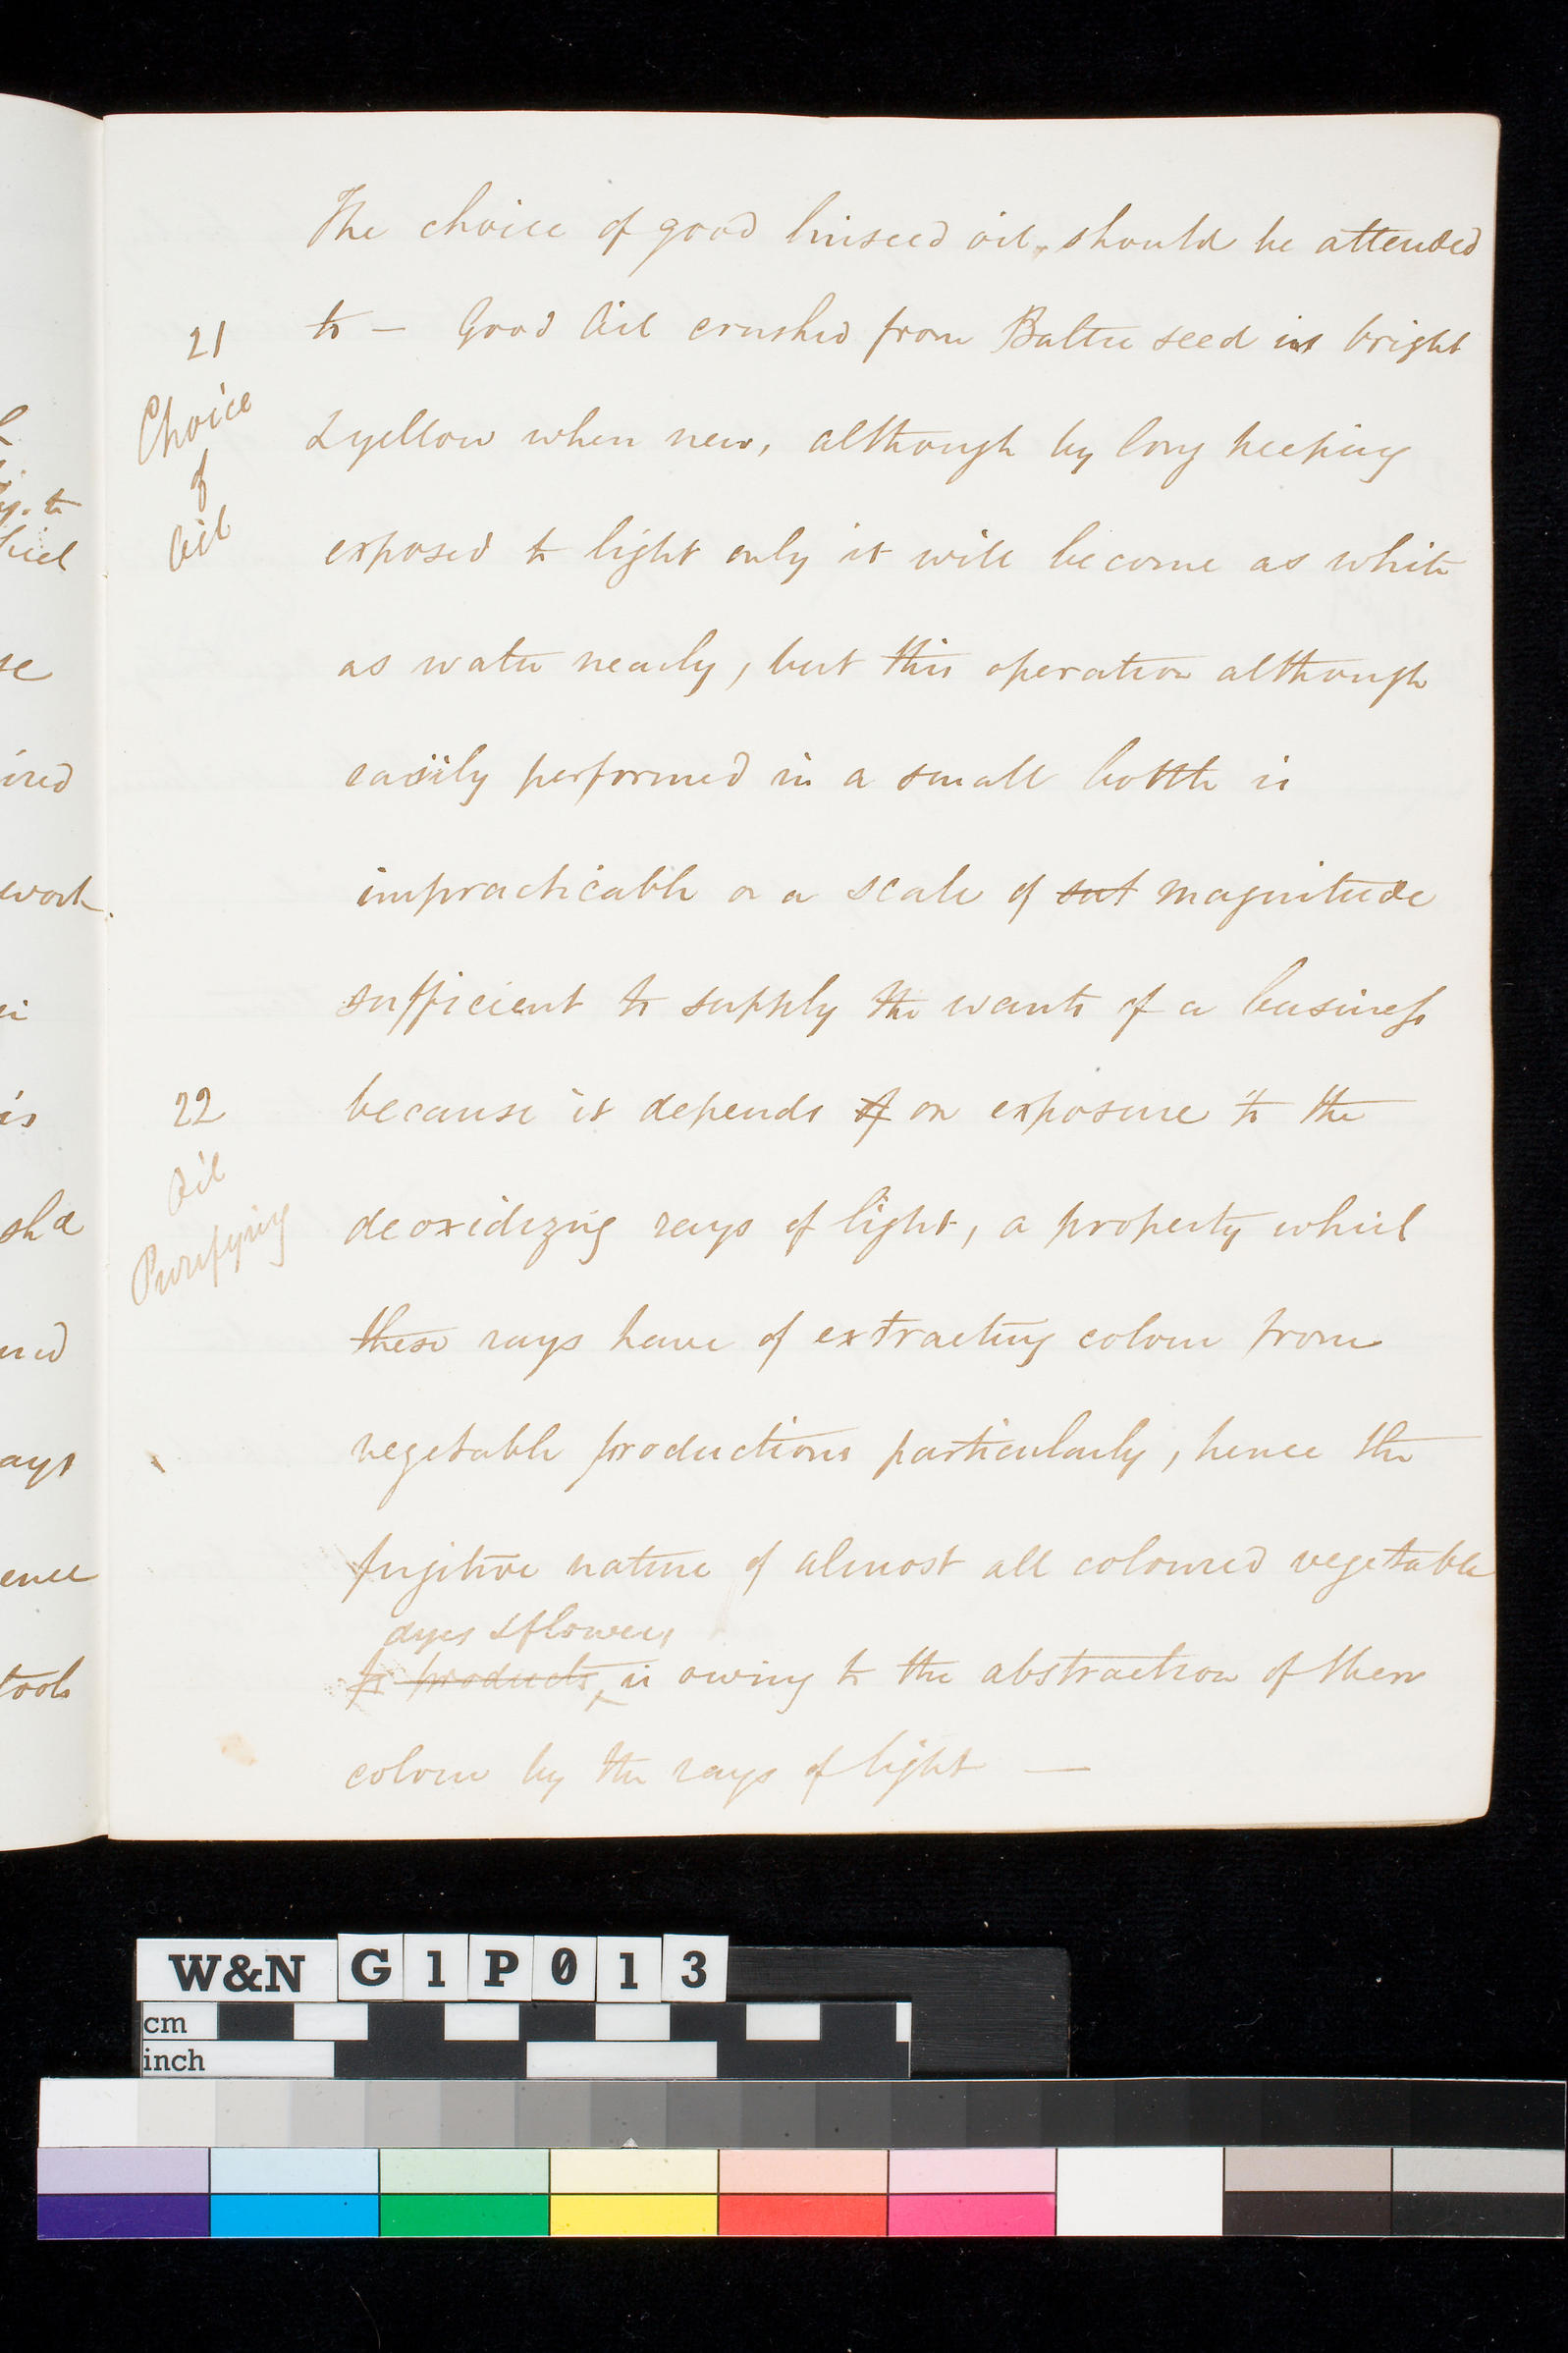 The choice of good linseed oil, should be attended
21
to — Good Oil crushed from Baltic seed is bright
Choice
of
Oil
& yellow when new, although by long keeping
exposed to light only it will become as white
as water nearly, but this operation although
easily performed in a small bottle is
impracticable on a scale of magnitude
sufficient to supply the wants of a business
22
Oil
Purifying
because it depends of on exposure to the
deoxidizing rays of light, a property which
these rays have of extracting colour from
vegetable productions particularly, hence the
fugitive nature of almost all coloured vegetable
dyes & flowers,
products, is owing to the abstraction of their
colour by the rays of light —
to
se
ired
work.
is
shd
ays
ence
tools
W&N G1P013
cm
inch